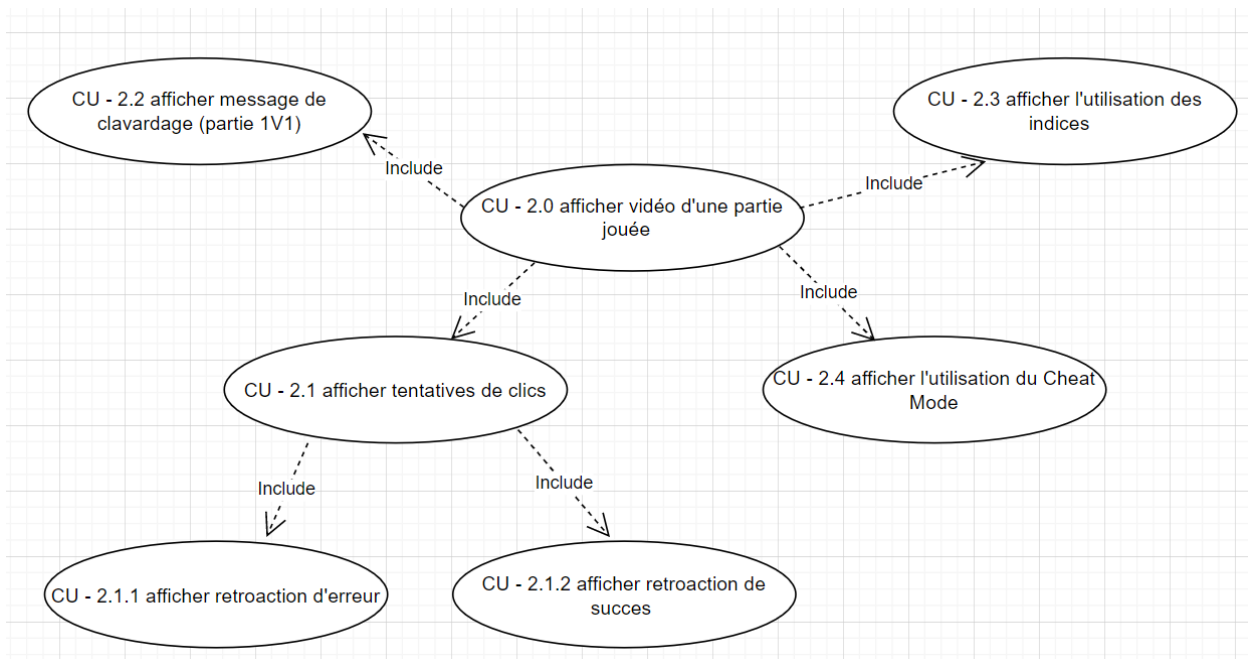 CU - 2.2 afficher message de
clavardage (partie 1V1)
CU - 2.3 afficher l'utilisation des
indices
Include
Include
CU - 2.0 afficher vidéo d'une partie
jouée
Include
Include
CU - 2.1 afficher tentatives de clics
CU - 2.4 afficher l'utilisation du Cheat
Mode
Include
Include
CU - 2.1.1 afficher retroaction d'erreur
CU - 2.1.2 afficher retroaction de
succes